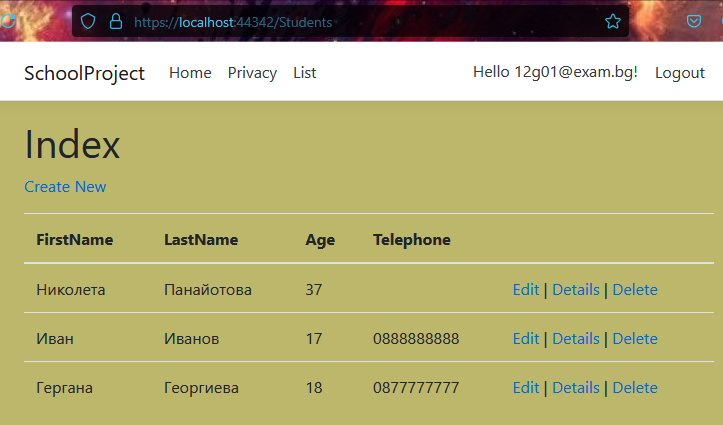 https://localhost:44342/Students
SchoolProject Home Privacy List Hello 12g01@exam.bg! Logout
Index
Create New
FirstName LastName Age Telephone
Николета Панайотова 37 Edit | Details | Delete
Иван Иванов 17 0888888888 Edit | Details | Delete
Гергана Георгиева 18 0877777777 Edit | Details | Delete